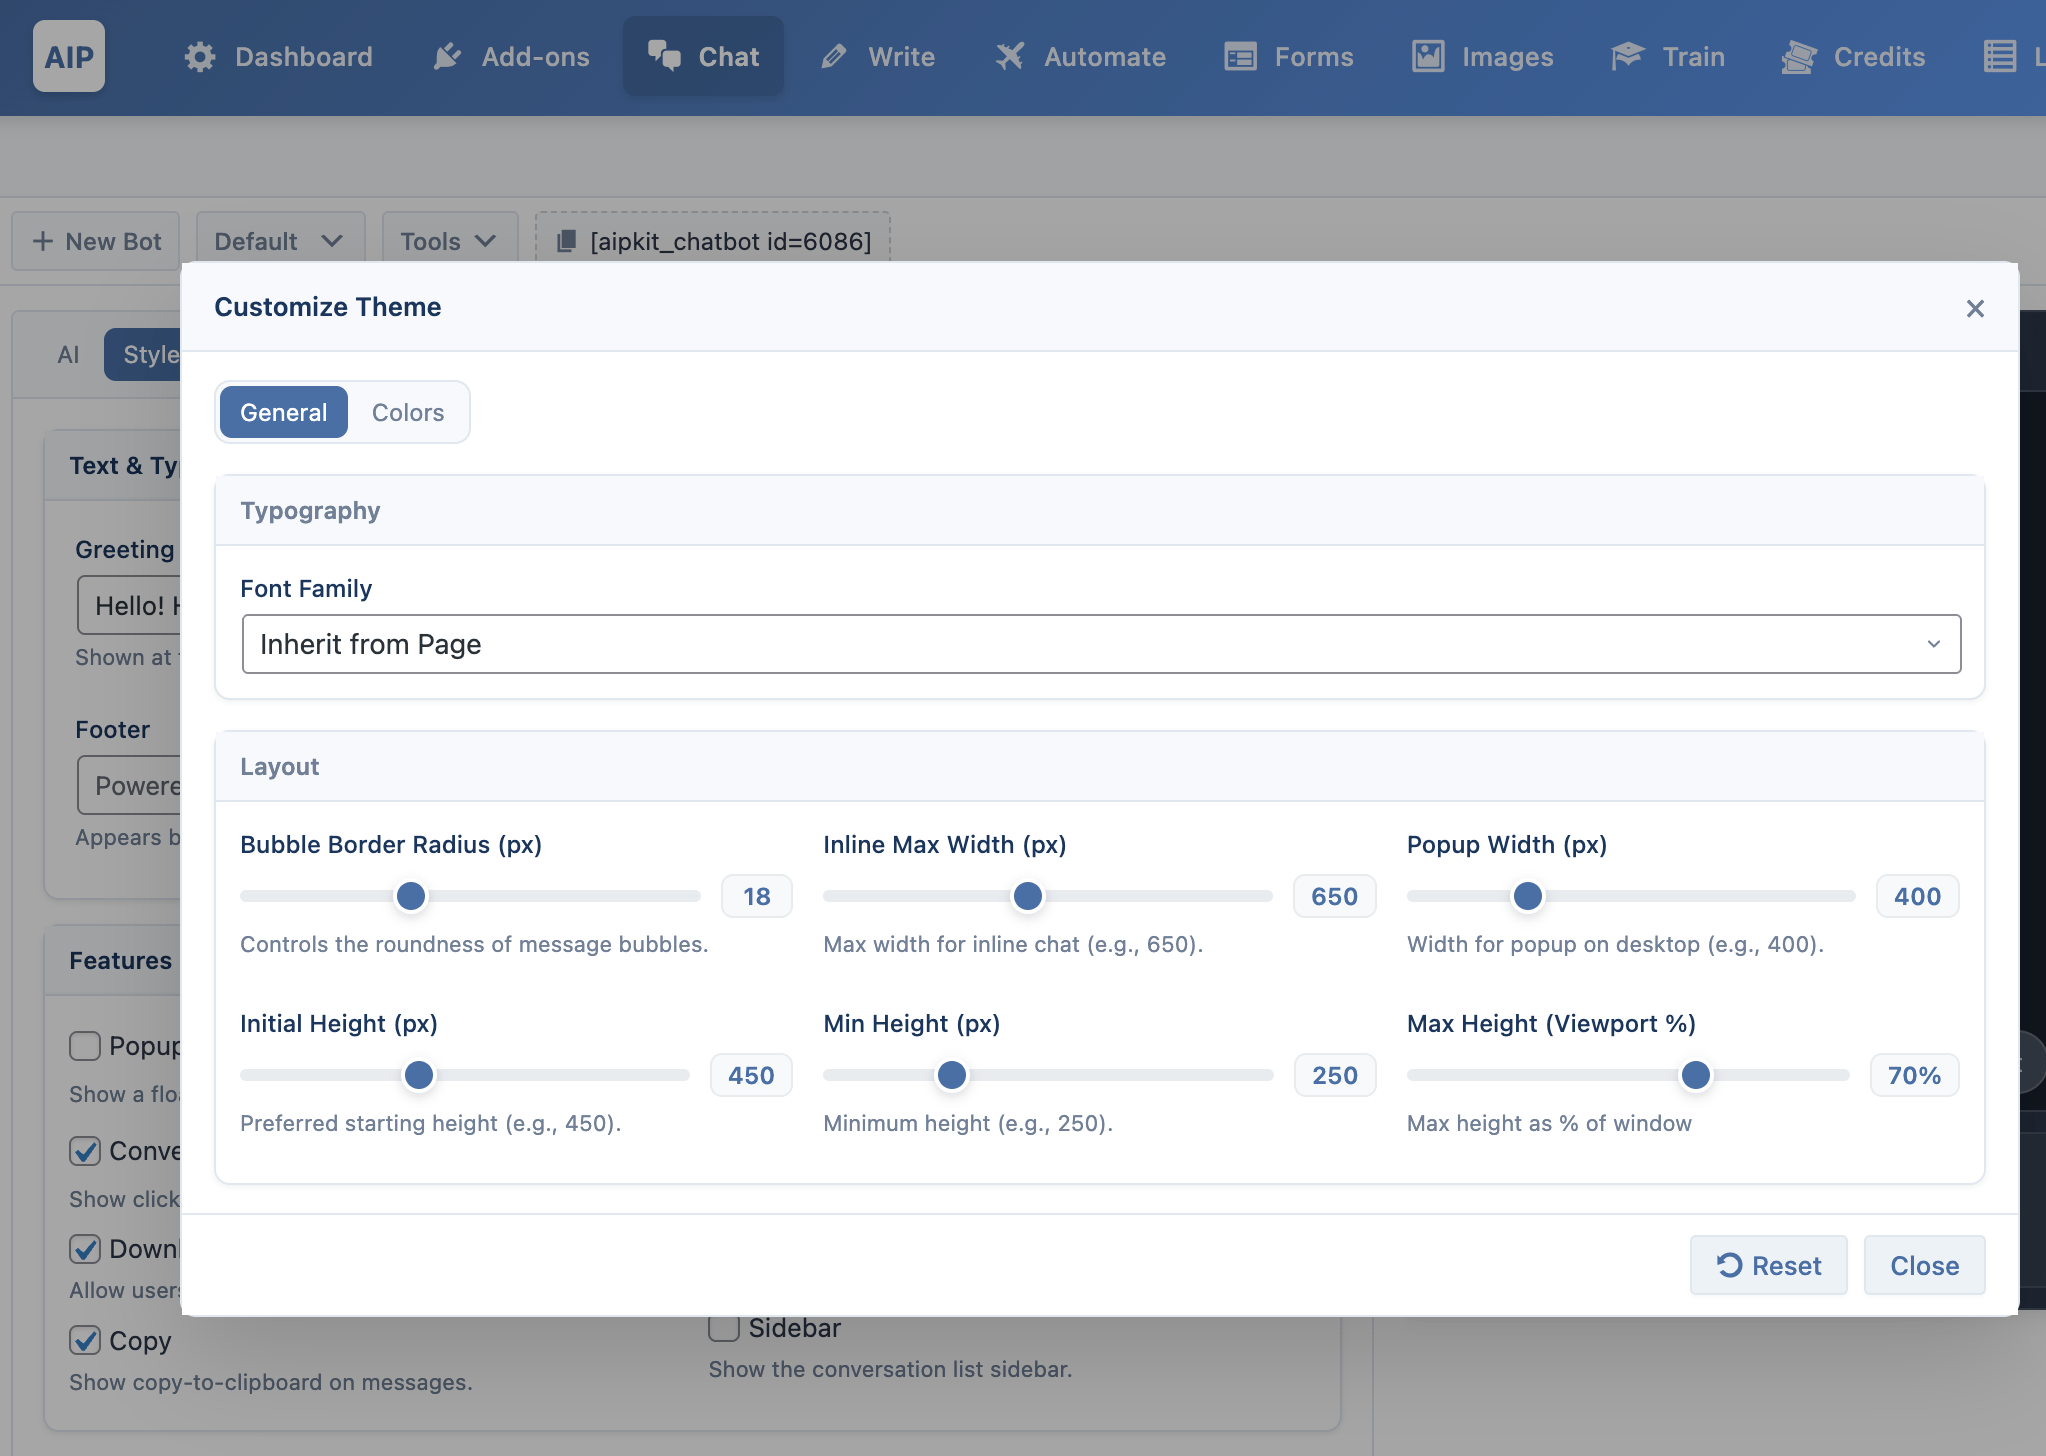 AIP
Dashboard
Add-ons
Chat
Write
Automate
Forms
Images
Train
Credits
New Bot
Default
Tools
[aipkit_chatbot id=6086]
AI
Style
Customize Theme
General
Colors
Text &
Typography
Greeting
Font Family
Hello!
Inherit from Page
Shown at
Footer
Layout
Appears
Bubble Border Radius (px)
Inline Max Width (px)
Popup Width (px)
18
650
400
Controls the roundness of message bubbles.
Max width for inline chat (e.g., 650).
Width for popup on desktop (e.g., 400).
Features
Initial Height (px)
Min Height (px)
Max Height (Viewport %)
Popup
450
250
70%
Show a
Preferred starting height (e.g., 450).
Minimum height (e.g., 250).
Max height as % of window
Show click
Allow users
Reset
Close
Copy
Show copy-to-clipboard on messages.
Sidebar
Show the conversation list sidebar.